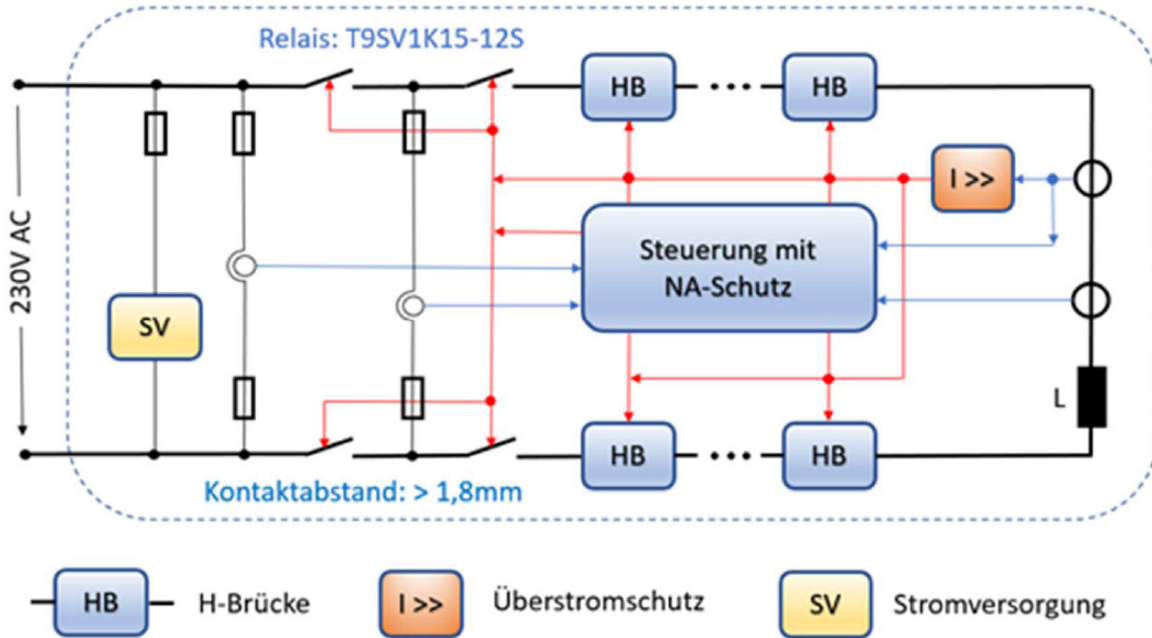 Relais: T9SV1K15-12S
HB
HB
I >>
230V AC
Steuerung mit
NA-Schutz
SV
L
HB
HB
Kontaktabstand: > 1,8mm
HB H-Brücke
I >> Überstromschutz
SV Stromversorgung